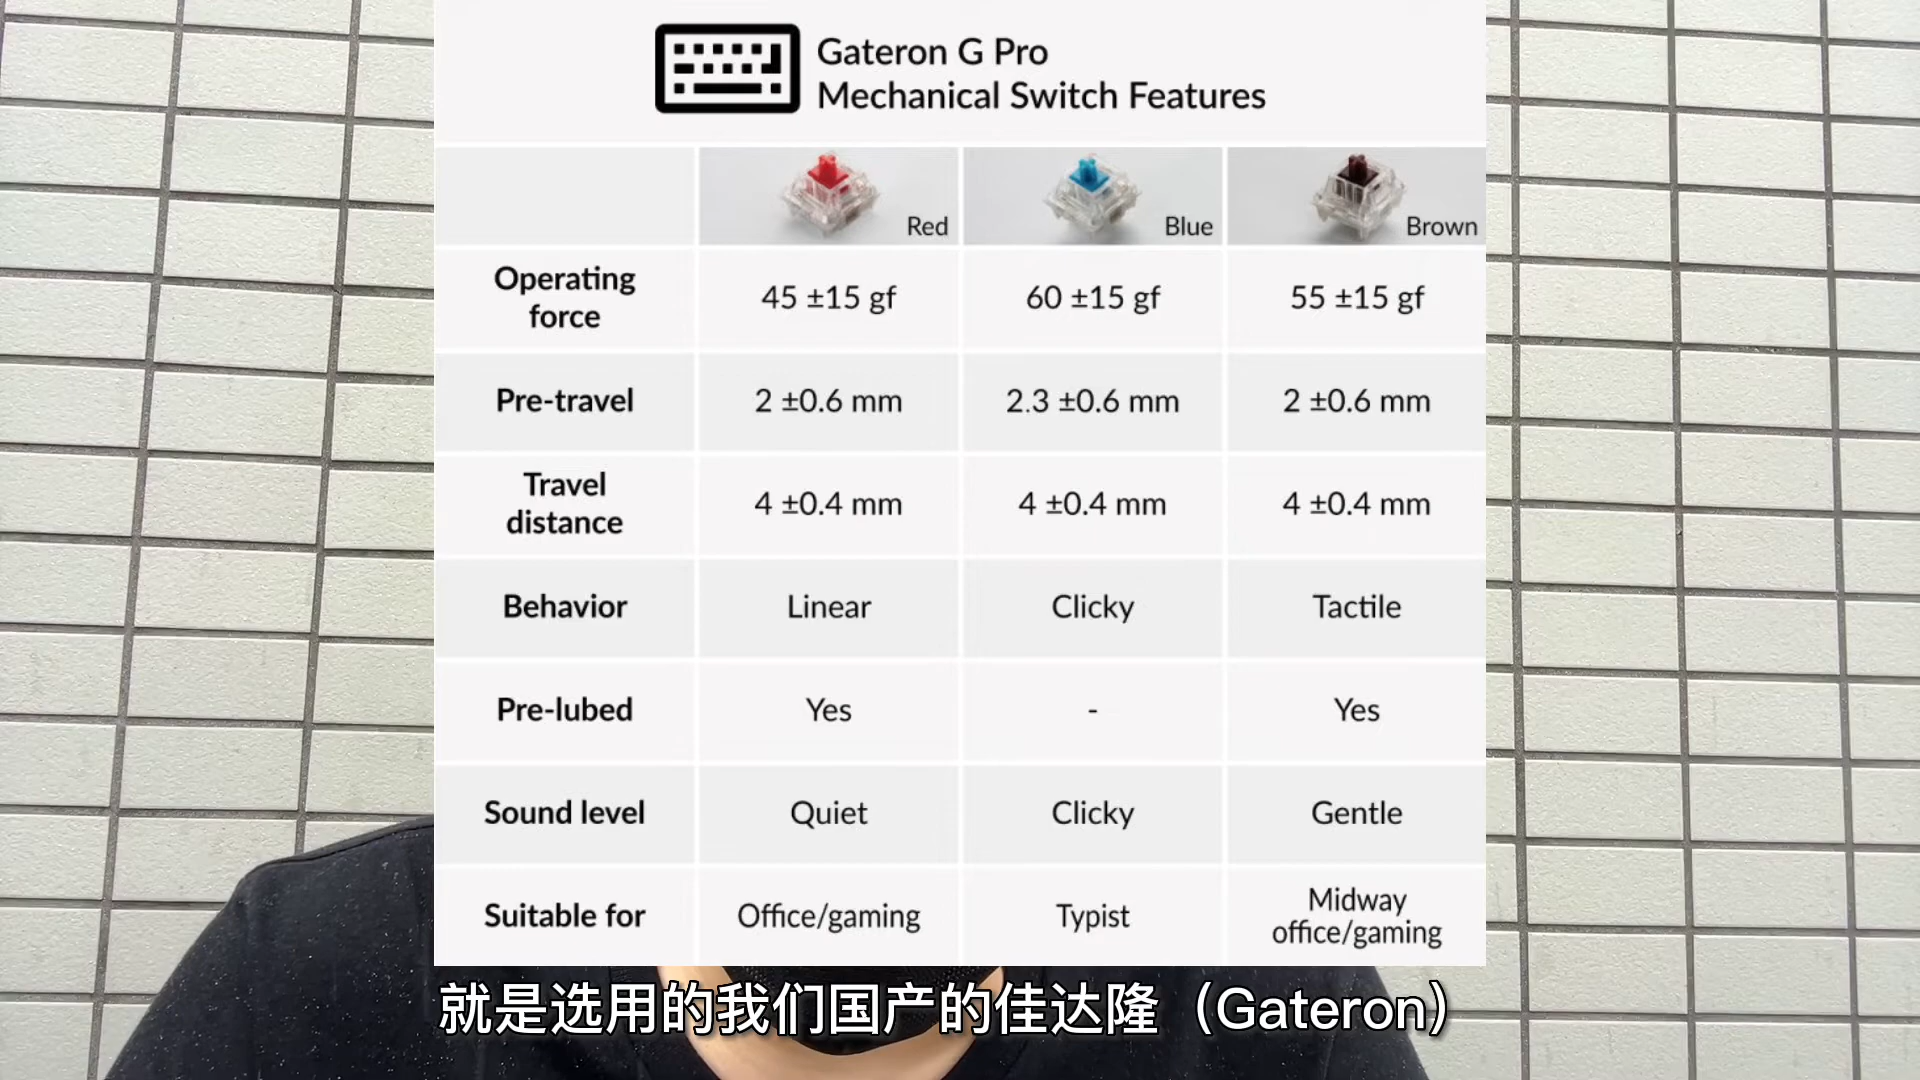 Gateron G Pro
Mechanical Switch Features
Red
Blue
Brown
Operating
force
45 ±15 gf
60 ±15 gf
55 ±15 gf
Pre-travel
2 ±0.6 mm
2.3 ±0.6 mm
2 ±0.6 mm
Travel
distance
4 ±0.4 mm
4 ±0.4 mm
4 ±0.4 mm
Behavior
Linear
Clicky
Tactile
Pre-lubed
Yes
-
Yes
Sound level
Quiet
Clicky
Gentle
Suitable for
Office/gaming
Typist
Midway
office/gaming
就是选用的我们国产的佳达隆（Gateron）